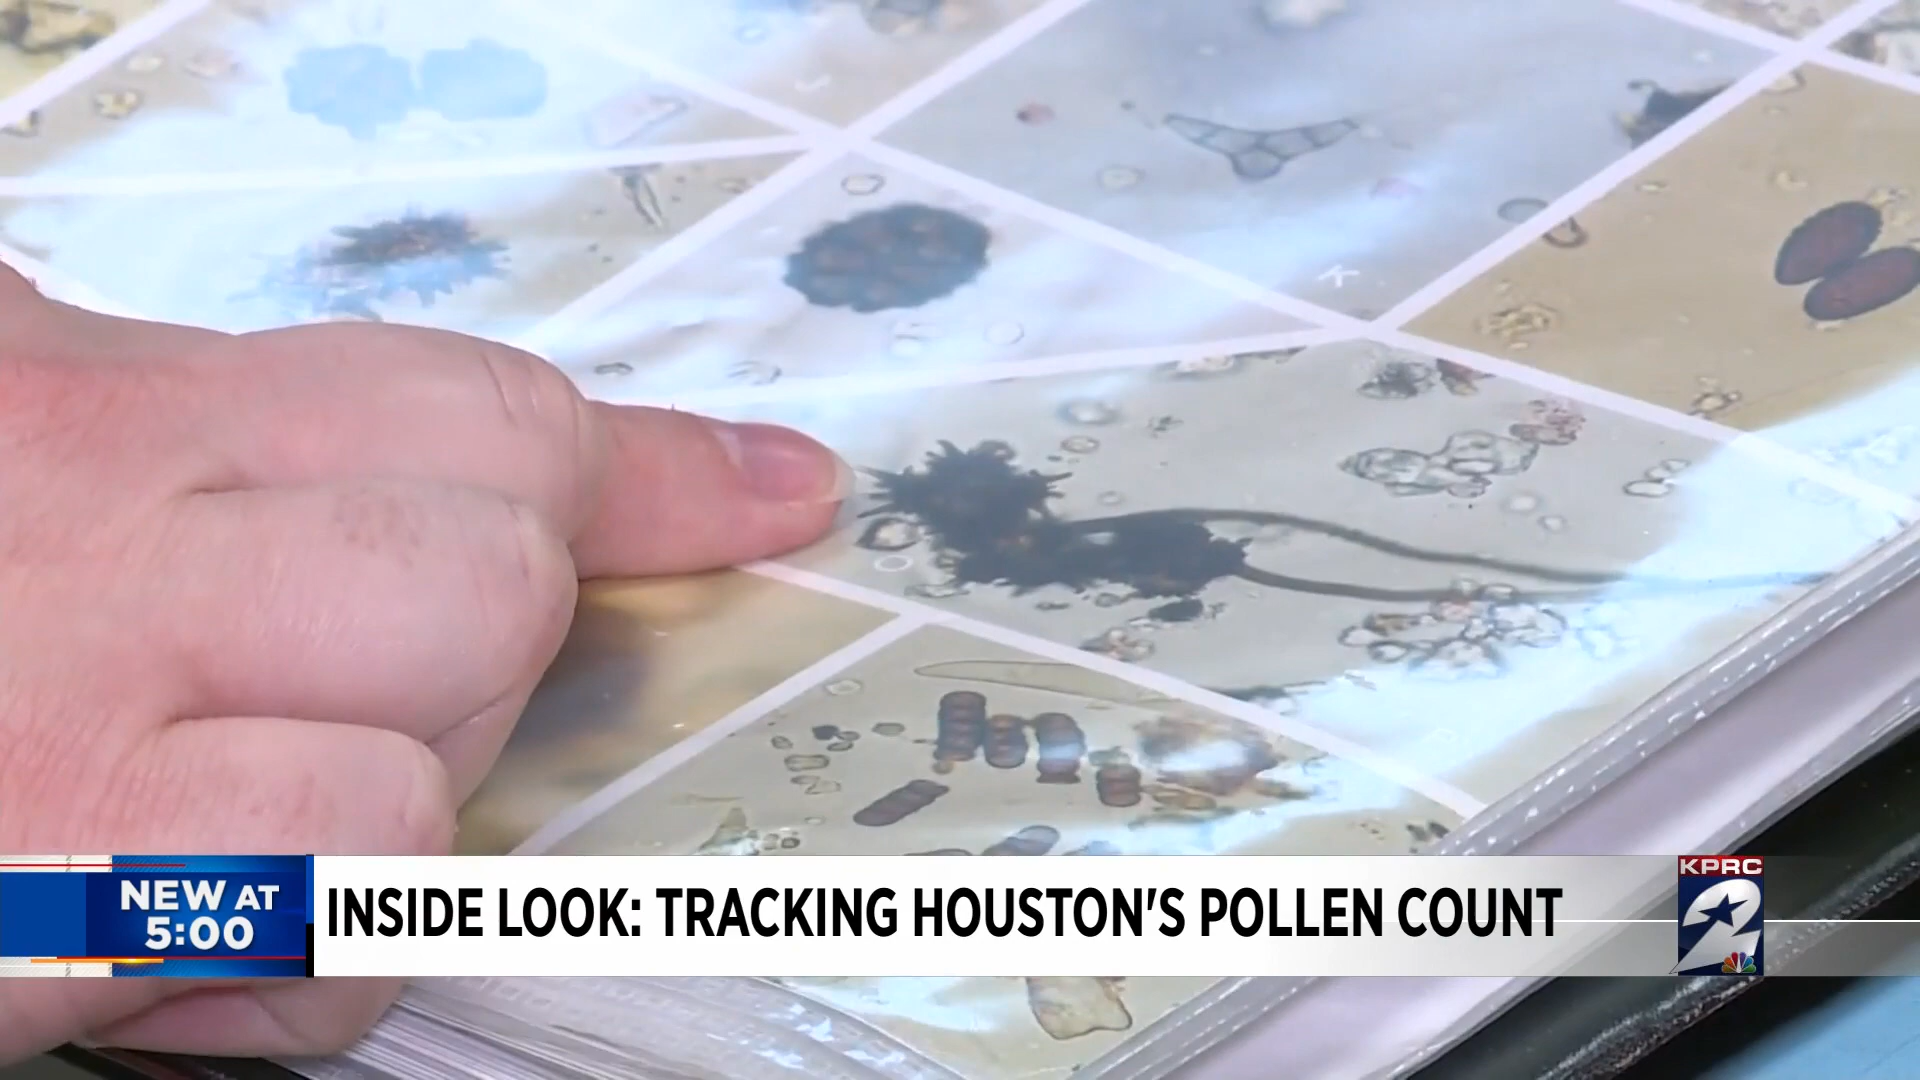 K
O
NEW AT
5:00
INSIDE LOOK: TRACKING HOUSTON'S POLLEN COUNT
KPRC
2